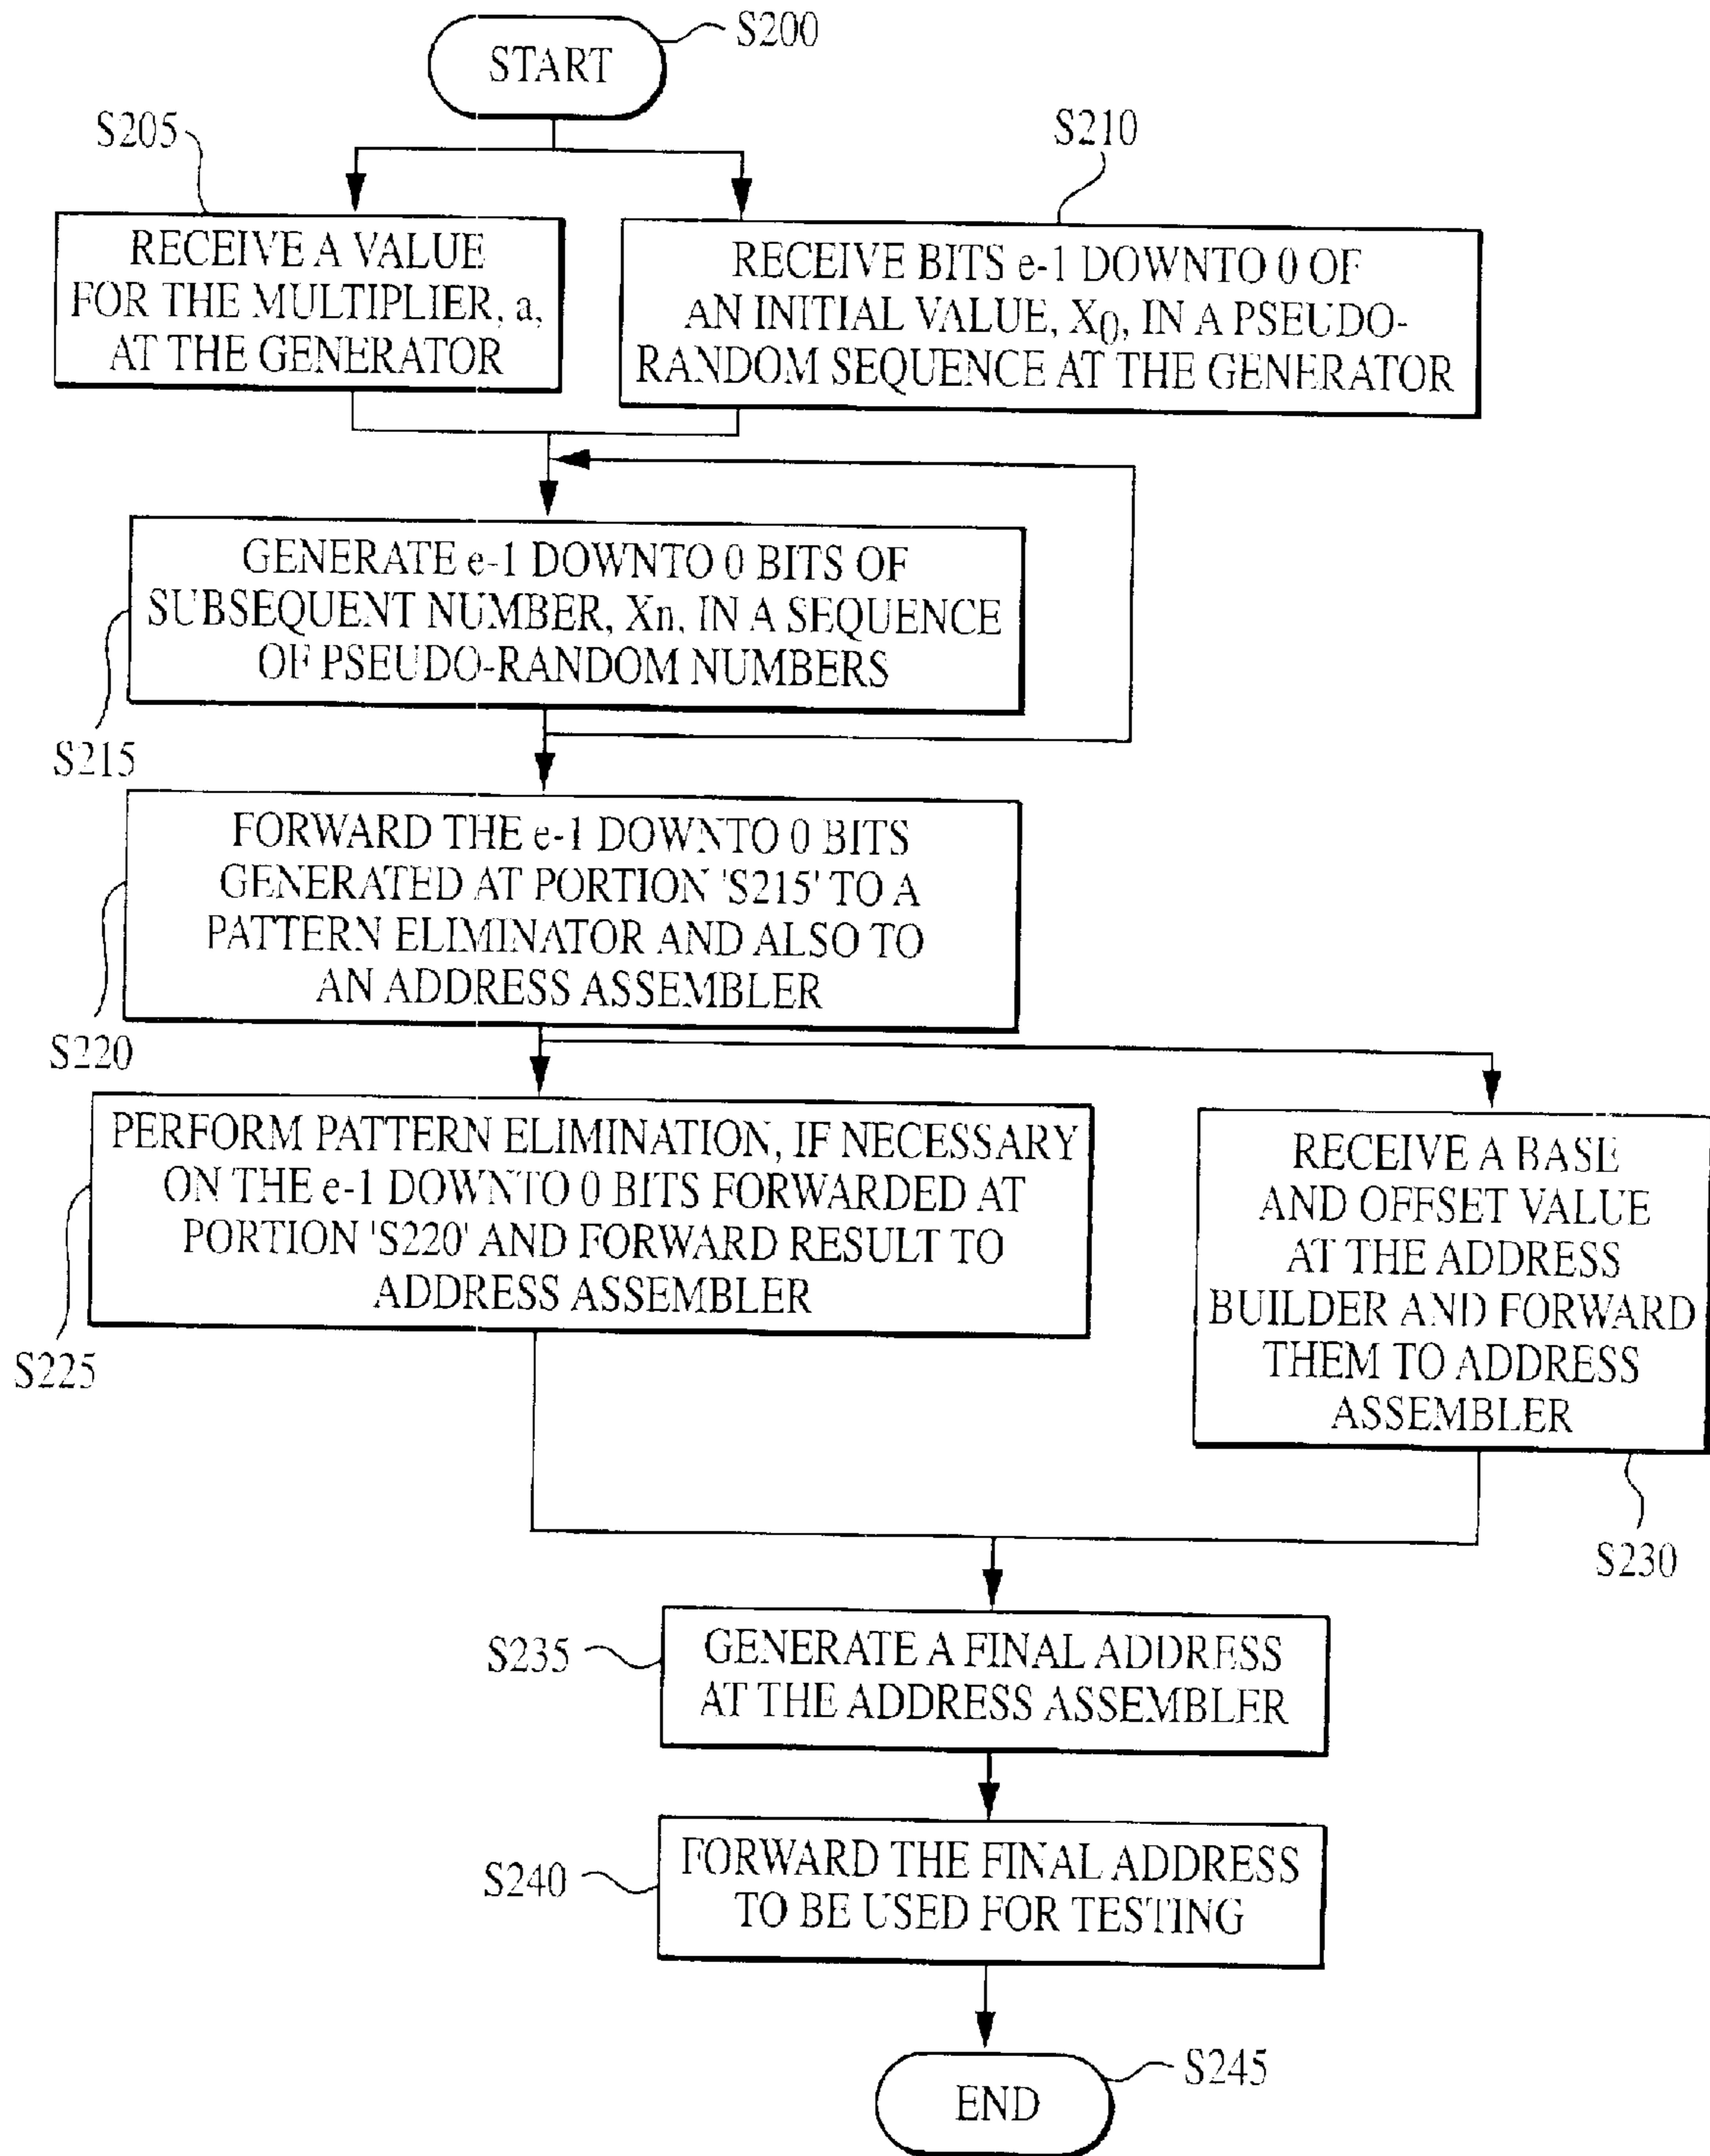 START
S200
S205
S210
RECEIVE A VALUE
FOR THE MULTIPLIER, a,
AT THE GENERATOR
RECEIVE BITS e-1 DOWNTO 0 OF
AN INITIAL VALUE, X0, IN A PSEUDO-
RANDOM SEQUENCE AT THE GENERATOR
GENERATE e-1 DOWNTO 0 BITS OF
SUBSEQUENT NUMBER, Xn, IN A SEQUENCE
OF PSEUDO-RANDOM NUMBERS
S215
FORWARD THE e-1 DOWNTO 0 BITS
GENERATED AT PORTION 'S215' TO A
PATTERN ELIMINATOR AND ALSO TO
AN ADDRESS ASSEMBLER
S220
PERFORM PATTERN ELIMINATION, IF NECESSARY
ON THE e-1 DOWNTO 0 BITS FORWARDED AT
PORTION 'S220' AND FORWARD RESULT TO
ADDRESS ASSEMBLER
S225
RECEIVE A BASE
AND OFFSET VALUE
AT THE ADDRESS
BUILDER AND FORWARD
THEM TO ADDRESS
ASSEMBLER
S230
S235
GENERATE A FINAL ADDRESS
AT THE ADDRESS ASSEMBLER
S240
FORWARD THE FINAL ADDRESS
TO BE USED FOR TESTING
S245
END